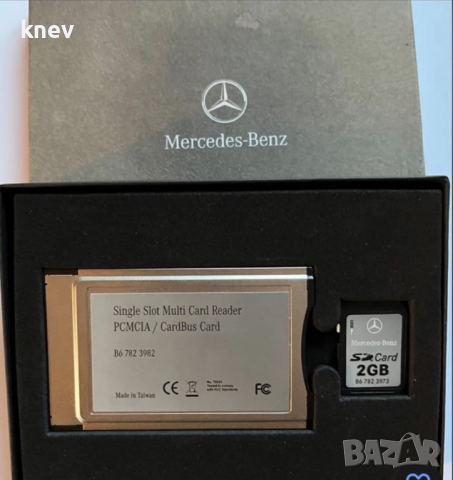 knev
Mercedes-Benz
Single Slot Multi Card Reader
PCMCIA / CardBus Card
B6 782 3982
Made in Taiwan
CE
FC
Mercedes-Benz
SD Card
2GB
B6 782 3973
BAZAR